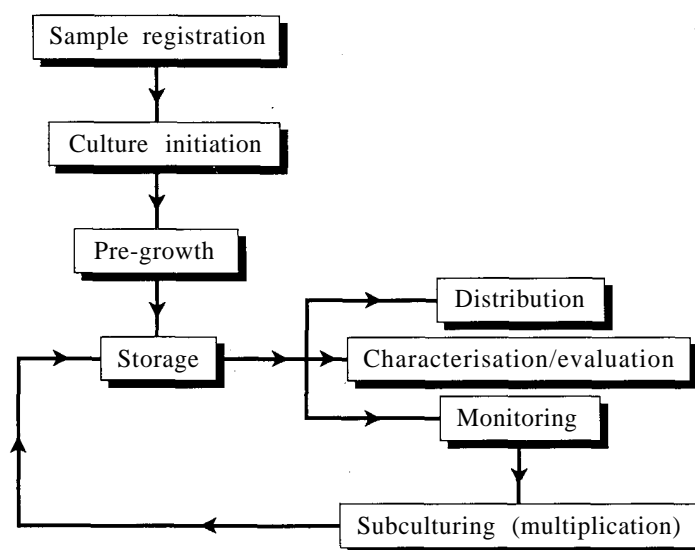 Sample registration
Culture initiation
Pre-growth
Distribution
Storage
Characterisation/evaluation
Monitoring
Subculturing (multiplication)